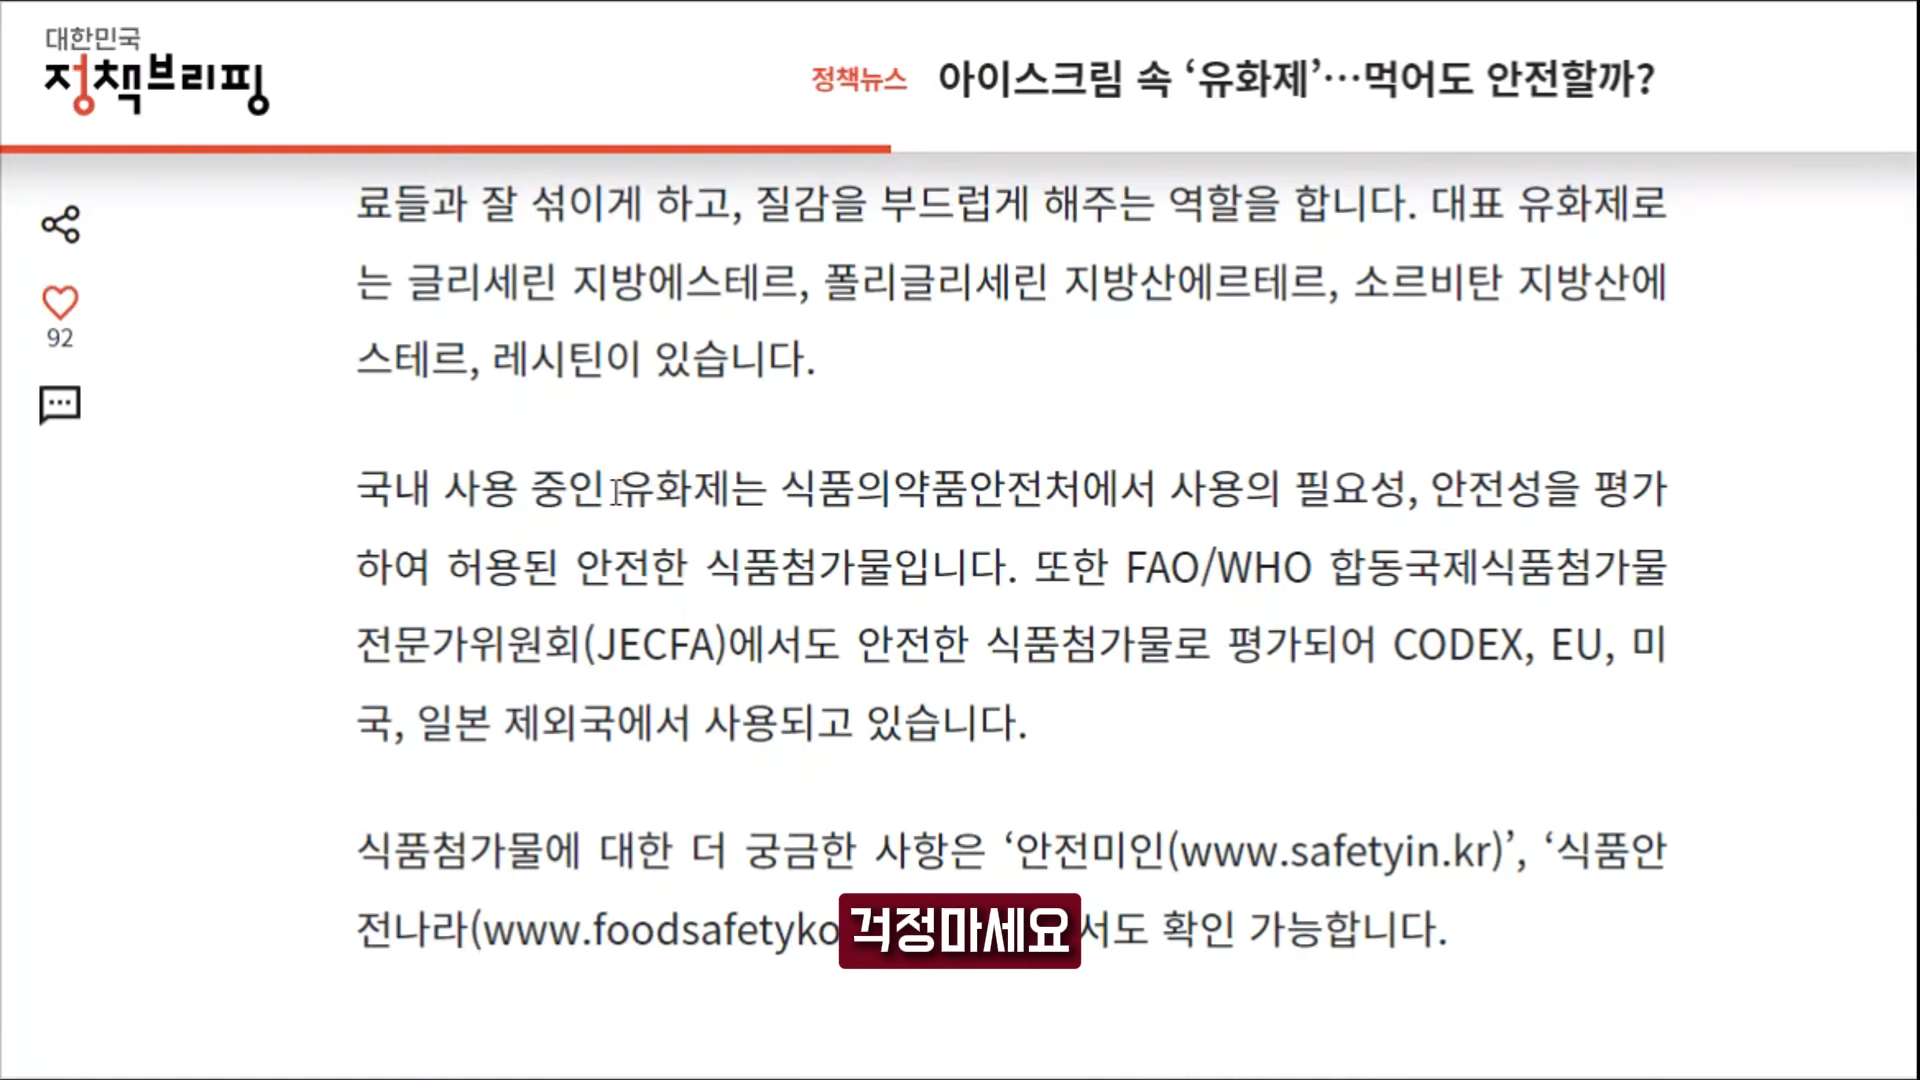 대한민국
정책브리핑
정책뉴스 아이스크림 속 ‘유화제’…먹어도 안전할까?
료들과 잘 섞이게 하고, 질감을 부드럽게 해주는 역할을 합니다. 대표 유화제로
는 글리세린 지방에스테르, 폴리글리세린 지방산에르테르, 소르비탄 지방산에
스테르, 레시틴이 있습니다.
92
국내 사용 중인 유화제는 식품의약품안전처에서 사용의 필요성, 안전성을 평가
하여 허용된 안전한 식품첨가물입니다. 또한 FAO/WHO 합동국제식품첨가물
전문가위원회(JECFA)에서도 안전한 식품첨가물로 평가되어 CODEX, EU, 미
국, 일본 제외국에서 사용되고 있습니다.
식품첨가물에 대한 더 궁금한 사항은 ‘안전미인(www.safetyin.kr)’, ‘식품안
전나라(www.foodsafetyko 걱정마세요 서도 확인 가능합니다.